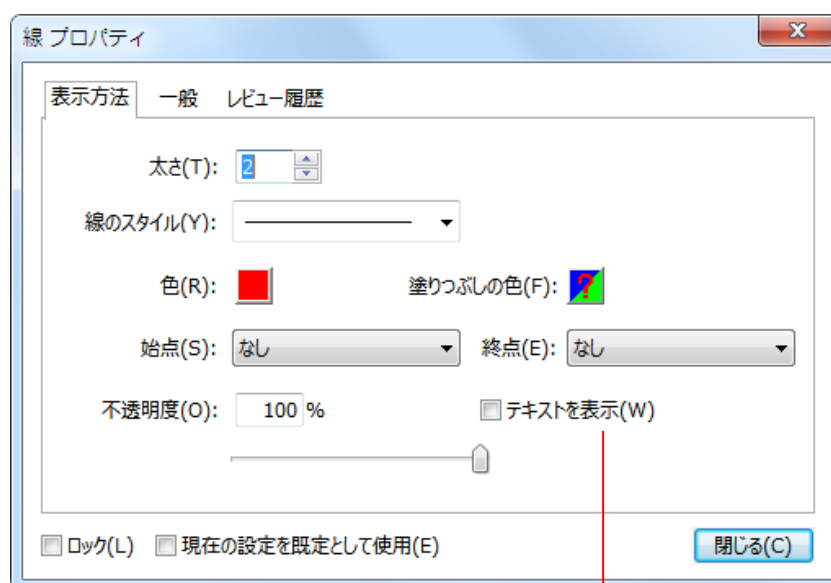 線 プロパティ
表示方法 一般 レビュー履歴
太さ(T): 2
線のスタイル(Y):
色(R): 塗りつぶしの色(F): ?
始点(S): なし 終点(E): なし
不透明度(O): 100 % テキストを表示(W)
ロック(L) 現在の設定を既定として使用(E) 閉じる(C)